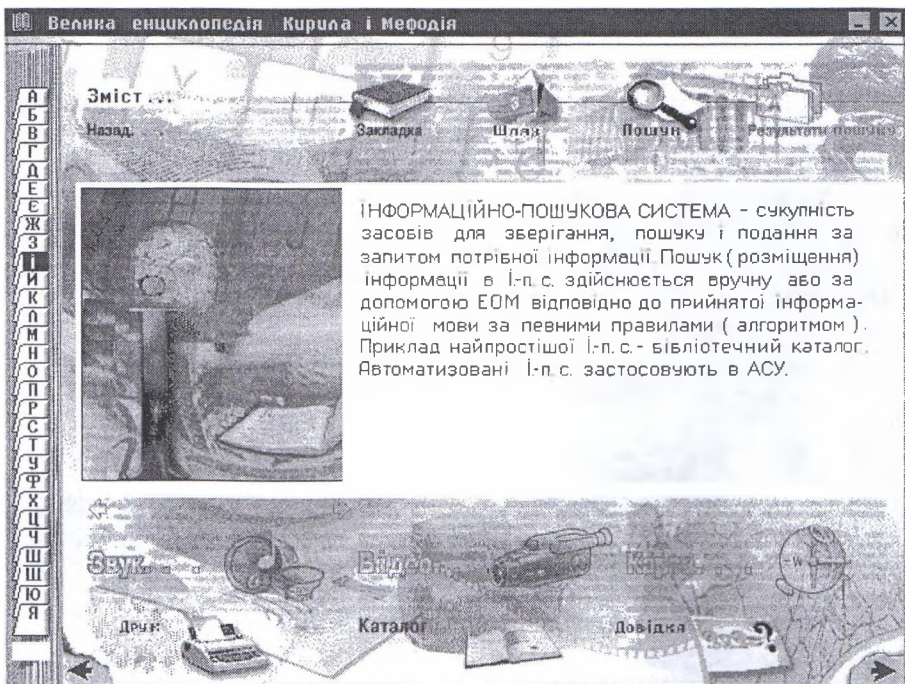 Велика енциклопедія Кирила і Мефодія
Зміст...
Назад...
Закладка
Шлях
Пошук
Результати пошуку
А
Б
В
Г
Д
Е
Є
Ж
З
І
И
К
Л
М
Н
О
П
Р
С
Т
У
Ф
Х
Ц
Ч
Ш
Щ
Ю
Я
ІНФОРМАЦІЙНО-ПОШУКОВА СИСТЕМА - сукупність
засобів для зберігання, пошуку і подання за
запитом потрібної інформації. Пошук (розміщення)
інформації в І.-п. с. здійснюється вручну або за
допомогою ЕОМ відповідно до прийнятої інформа-
ційної мови за певними правилами ( алгоритмом ).
Приклад найпростішої І.-п. с. - бібліотечний каталог.
Автоматизовані І.-п. с. застосовують в АСУ.
Звук...
Відео...
Карта...
Друк
Каталог
Довідка